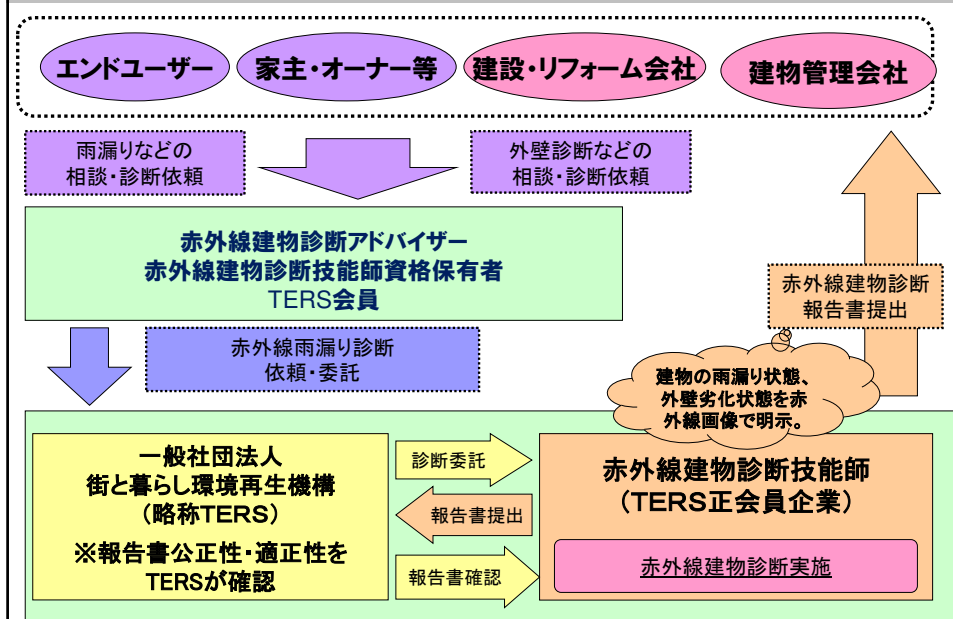 エンドユーザー
家主・オーナー等
建設・リフォーム会社
建物管理会社
雨漏りなどの
相談・診断依頼
外壁診断などの
相談・診断依頼
赤外線建物診断アドバイザー
赤外線建物診断技能師資格保有者
TERS会員
赤外線建物診断
報告書提出
赤外線雨漏り診断
依頼・委託
建物の雨漏り状態、
外壁劣化状態を赤
外線画像で明示。
一般社団法人
街と暮らし環境再生機構
（略称TERS）
※報告書公正性・適正性を
TERSが確認
診断委託
報告書提出
報告書確認
赤外線建物診断技能師
（TERS正会員企業）
赤外線建物診断実施